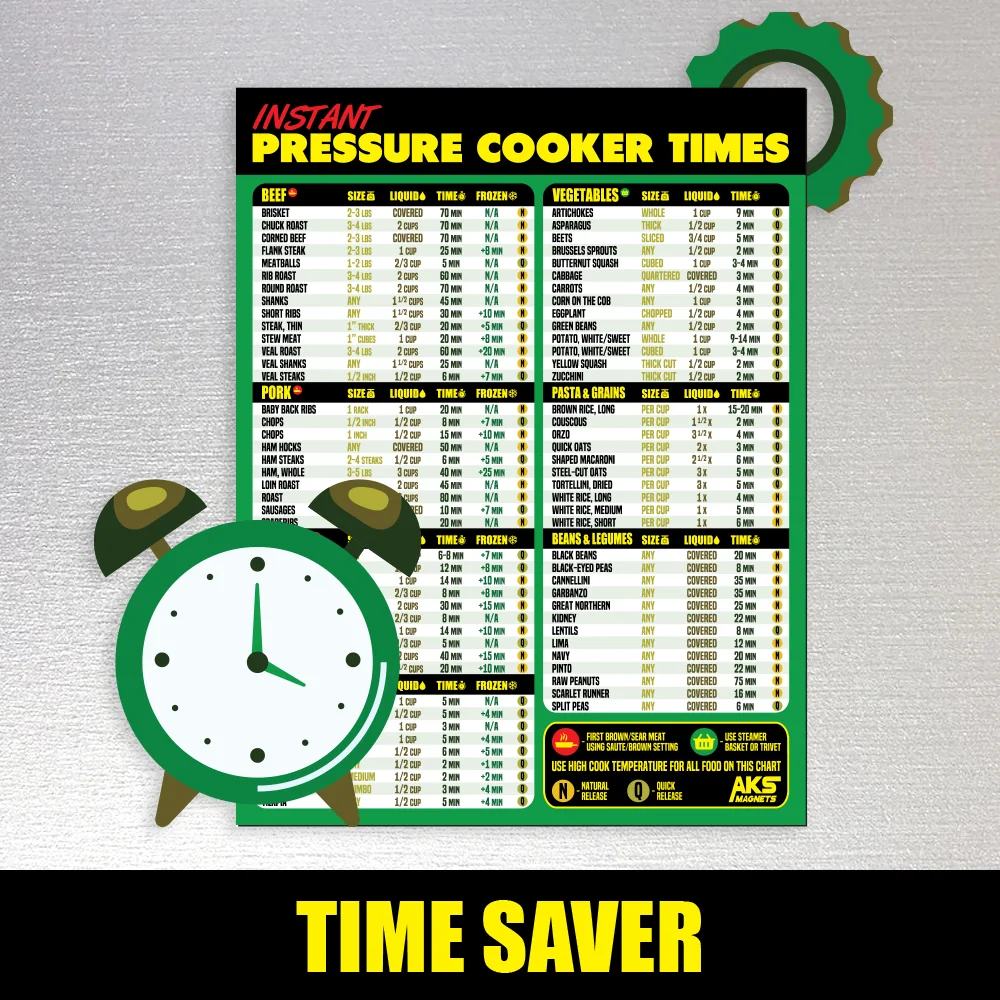 INSTANT
PRESSURE COOKER TIMES
BEEF SIZE LIQUID TIME FROZEN
BRISKET 2-3 LBS COVERED 70 MIN N/A N
CHUCK ROAST 3-4 LBS 2 CUPS 70 MIN N/A N
CORNED BEEF 2-3 LBS COVERED 70 MIN N/A N
FLANK STEAK 2-3 LBS 1 CUP 25 MIN +8 MIN N
MEATBALLS 1-2 LBS 2/3 CUP 5 MIN N/A Q
RIB ROAST 3-4 LBS 2 CUPS 60 MIN N/A N
ROUND ROAST 3-4 LBS 2 CUPS 70 MIN N/A N
SHANKS ANY 1 1/2 CUPS 45 MIN N/A N
SHORT RIBS ANY 1 1/2 CUPS 30 MIN +10 MIN N
STEAK, THIN 1" THICK 2/3 CUP 20 MIN +5 MIN Q
STEW MEAT 1" CUBES 1 CUP 20 MIN +8 MIN N
VEAL ROAST 3-4 LBS 2 CUPS 60 MIN +20 MIN N
VEAL SHANKS ANY 1 1/2 CUPS 25 MIN N/A N
VEAL STEAKS 1/2 INCH 1/2 CUP 6 MIN +7 MIN Q
PORK SIZE LIQUID TIME FROZEN
BABY BACK RIBS 1 RACK 1 CUP 20 MIN N/A N
CHOPS 1/2 INCH 1/2 CUP 8 MIN +7 MIN Q
CHOPS 1 INCH 1/2 CUP 15 MIN +10 MIN N
HAM HOCKS ANY COVERED 50 MIN N/A N
HAM STEAKS 2-4 STEAKS 1/2 CUP 6 MIN +5 MIN Q
HAM, WHOLE 3-5 LBS 3 CUPS 40 MIN +25 MIN N
LOIN ROAST CUPS 45 MIN N/A N
ROAST CUPS 80 MIN N/A N
SAUSAGES 10 MIN +7 MIN Q
20 MIN N/A N
TIME FROZEN
6-8 MIN +7 MIN Q
CUP 12 MIN +8 MIN Q
1 CUP 14 MIN +10 MIN N
2/3 CUP 8 MIN +8 MIN Q
2 CUPS 30 MIN +15 MIN N
2/3 CUP 8 MIN N/A Q
1 CUP 14 MIN +10 MIN N
/3 CUP 5 MIN N/A Q
CUPS 40 MIN +15 MIN N
1/2 CUPS 20 MIN +10 MIN N
QUID TIME FROZEN
1 CUP 5 MIN N/A Q
1/2 CUP 5 MIN +4 MIN Q
1 CUP 3 MIN N/A Q
1 CUP 5 MIN +4 MIN Q
1/2 CUP 6 MIN +5 MIN Q
1/2 CUP 2 MIN +1 MIN Q
MEDIUM 1/2 CUP 2 MIN +2 MIN Q
UMBO 1/2 CUP 3 MIN +4 MIN Q
1/2 CUP 5 MIN +4 MIN Q
VEGETABLES SIZE LIQUID TIME
ARTICHOKES WHOLE 1 CUP 9 MIN Q
ASPARAGUS THICK 1/2 CUP 2 MIN Q
BEETS SLICED 3/4 CUP 5 MIN Q
BRUSSELS SPROUTS ANY 1/2 CUP 2 MIN Q
BUTTERNUT SQUASH CUBED 1 CUP 3-4 MIN Q
CABBAGE QUARTERED COVERED 3 MIN Q
CARROTS ANY 1/2 CUP 4 MIN Q
CORN ON THE COB ANY 1 CUP 3 MIN Q
EGGPLANT CHOPPED 1/2 CUP 4 MIN Q
GREEN BEANS ANY 1/2 CUP 2 MIN Q
POTATO, WHITE/SWEET WHOLE 1 CUP 9-14 MIN Q
POTATO, WHITE/SWEET CUBED 1 CUP 3-4 MIN Q
YELLOW SQUASH THICK CUT 1/2 CUP 2 MIN Q
ZUCCHINI THICK CUT 1/2 CUP 2 MIN Q
PASTA & GRAINS SIZE LIQUID TIME
BROWN RICE, LONG PER CUP 1 X 15-20 MIN N
COUSCOUS PER CUP 1 1/2 X 2 MIN Q
ORZO PER CUP 3 1/2 X 4 MIN Q
QUICK OATS PER CUP 2 X 3 MIN Q
SHAPED MACARONI PER CUP 2 1/2 X 6 MIN Q
STEEL-CUT OATS PER CUP 3 X 5 MIN N
TORTELLINI, DRIED PER CUP 3 X 5 MIN Q
WHITE RICE, LONG PER CUP 1 X 4 MIN N
WHITE RICE, MEDIUM PER CUP 1 X 5 MIN N
WHITE RICE, SHORT PER CUP 1 X 6 MIN N
BEANS & LEGUMES SIZE LIQUID TIME
BLACK BEANS ANY COVERED 20 MIN N
BLACK-EYED PEAS ANY COVERED 8 MIN N
CANNELLINI ANY COVERED 35 MIN N
GARBANZO ANY COVERED 35 MIN N
GREAT NORTHERN ANY COVERED 25 MIN N
KIDNEY ANY COVERED 22 MIN N
LENTILS ANY COVERED 8 MIN N
LIMA ANY COVERED 12 MIN N
NAVY ANY COVERED 20 MIN N
PINTO ANY COVERED 22 MIN N
RAW PEANUTS ANY COVERED 75 MIN N
SCARLET RUNNER ANY COVERED 16 MIN N
SPLIT PEAS ANY COVERED 6 MIN Q
- FIRST BROWN/SEAR MEAT USING SAUTE/BROWN SETTING
- USE STEAMER BASKET OR TRIVET
USE HIGH COOK TEMPERATURE FOR ALL FOOD ON THIS CHART
N - NATURAL RELEASE
Q - QUICK RELEASE
AKS
MAGNETS
TIME SAVER